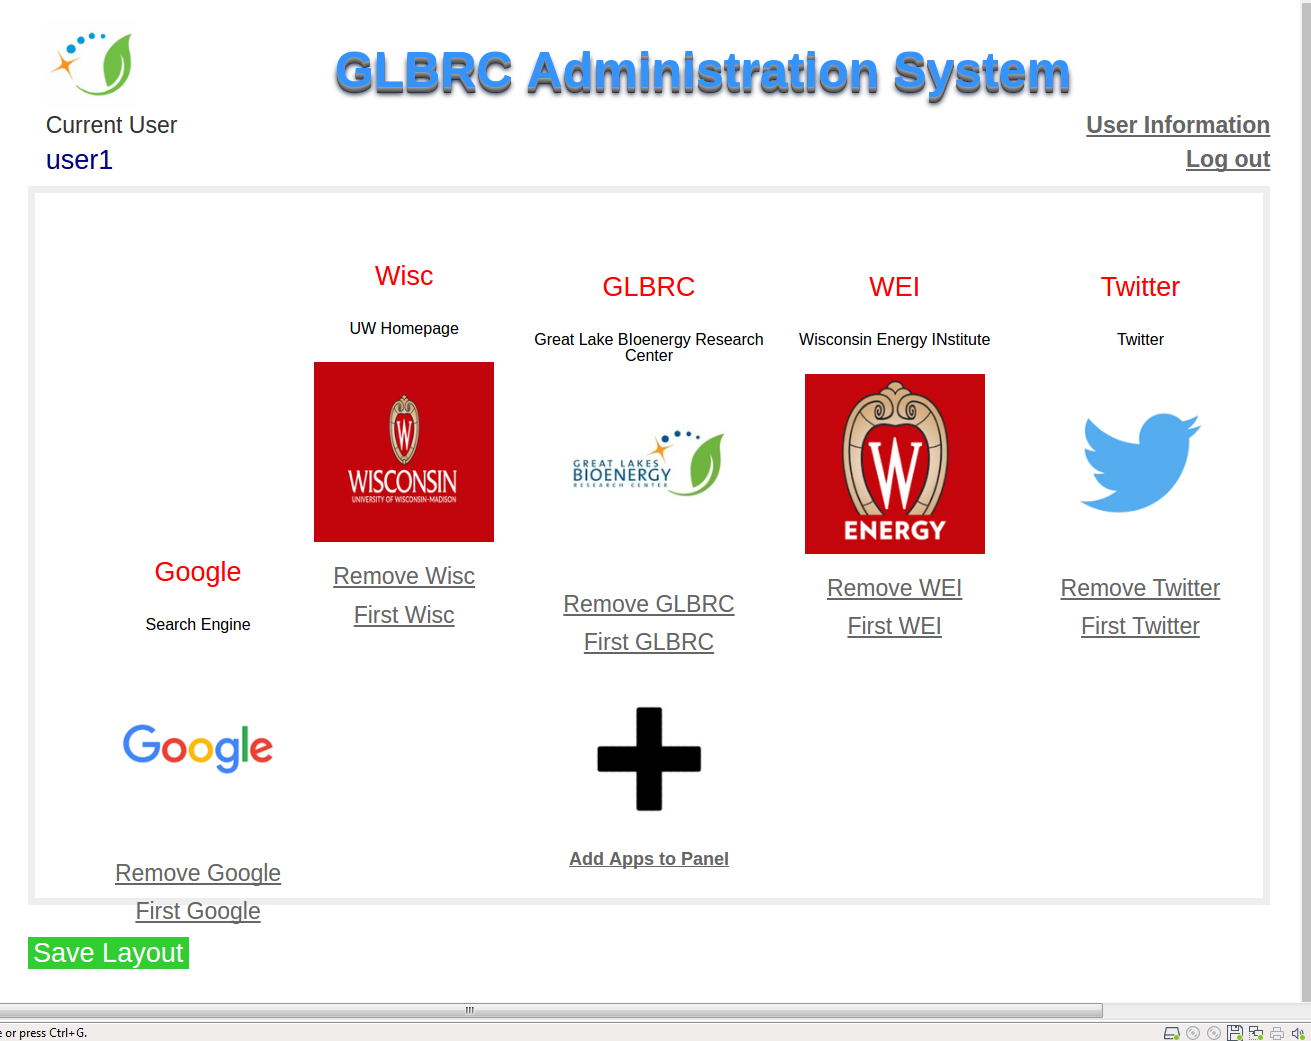 GLBRC Administration System
Current User
User Information
user1
Log out
Wisc
UW Homepage
WISCONSIN
UNIVERSITY OF WISCONSIN-MADISON
Remove Wisc
First Wisc
GLBRC
Great Lake BIoenergy Research
Center
GREAT LAKES
BIOENERGY
RESEARCH CENTER
Remove GLBRC
First GLBRC
WEI
Wisconsin Energy INstitute
W
ENERGY
Remove WEI
First WEI
Twitter
Twitter
Remove Twitter
First Twitter
Google
Search Engine
Google
Remove Google
First Google
Add Apps to Panel
Save Layout
e or press Ctrl+G.